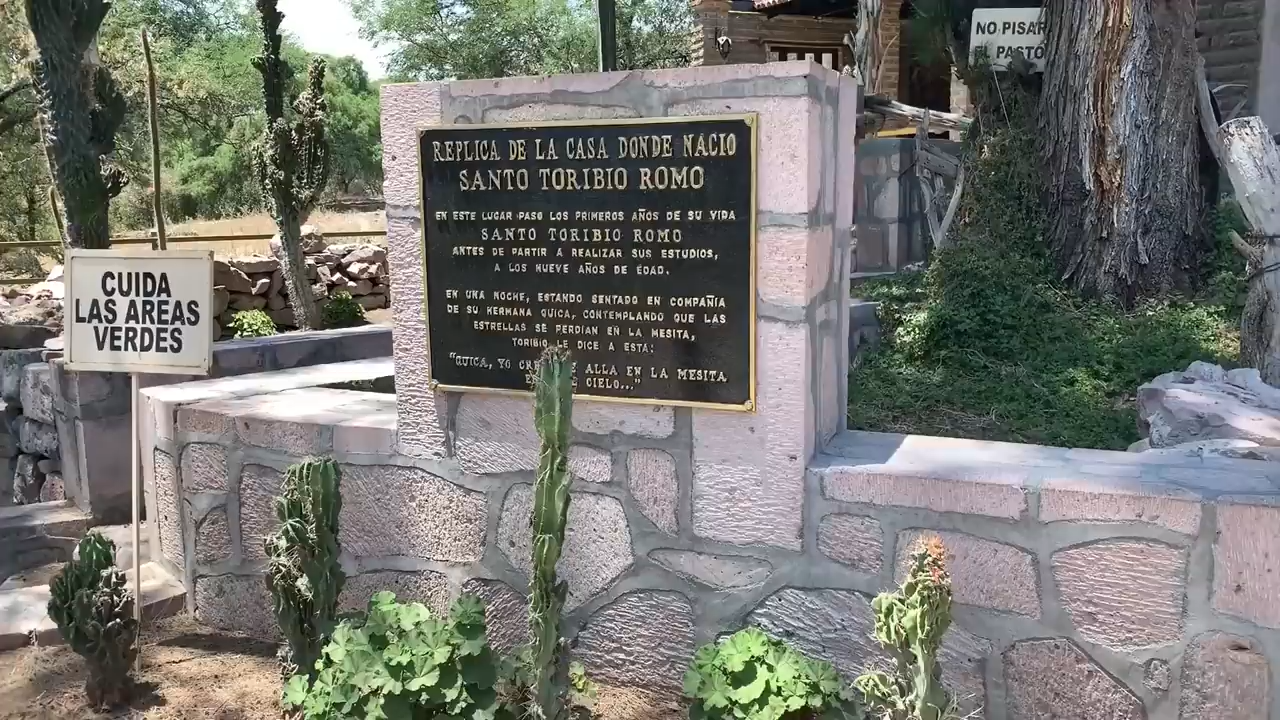 NO PISAR
EL PASTO
REPLICA DE LA CASA DONDE NACIO
SANTO TORIBIO ROMO
EN ESTE LUGAR PASO LOS PRIMEROS AÑOS DE SU VIDA
SANTO TORIBIO ROMO
ANTES DE PARTIR A REALIZAR SUS ESTUDIOS,
A LOS NUEVE AÑOS DE EDAD.
EN UNA NOCHE, ESTANDO SENTADO EN COMPAÑIA
DE SU HERMANA QUICA, CONTEMPLANDO QUE LAS
ESTRELLAS SE PERDIAN EN LA MESITA,
TORIBIO LE DICE A ESTA:
"QUICA, YO ALLA EN LA MESITA
CIELO..."
CUIDA
LAS AREAS
VERDES